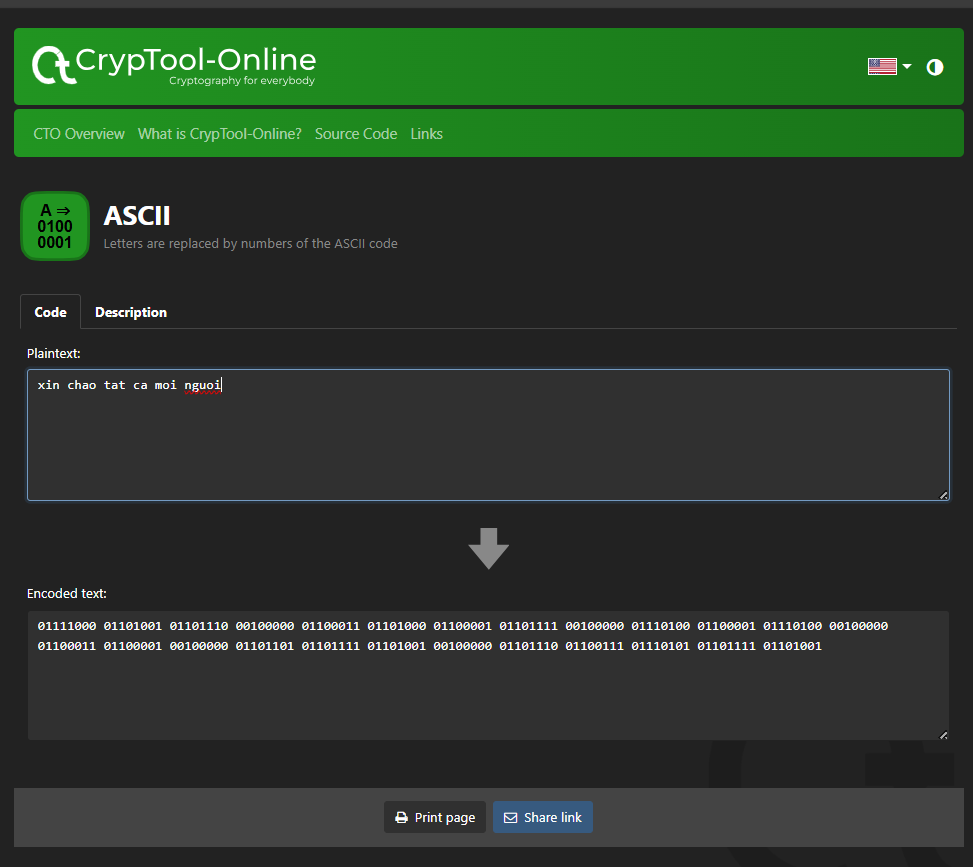 CrypTool-Online
Cryptography for everybody
CTO Overview What is CrypTool-Online? Source Code Links
A ⇒
0100
0001
ASCII
Letters are replaced by numbers of the ASCII code
Code Description
Plaintext:
xin chao tat ca moi nguoi
Encoded text:
01111000 01101001 01101110 00100000 01100011 01101000 01100001 01101111 00100000 01110100 01100001 01110100 00100000
01100011 01100001 00100000 01101101 01101111 01101001 00100000 01101110 01100111 01110101 01101111 01101001
Print page Share link